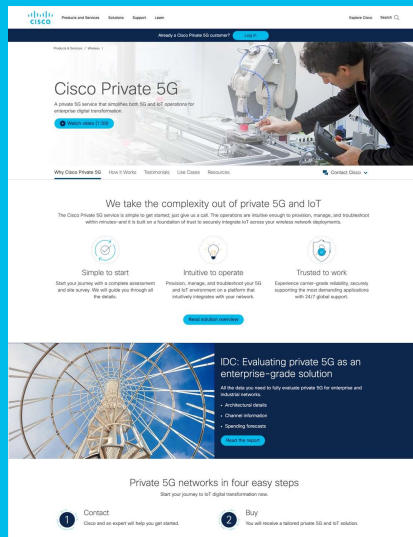 CISCO
Products and Services Solutions Support Learn
Explore Cisco Search
Already a Cisco Private 5G customer? Log in
Products & Services / Wireless /
Cisco Private 5G
A private 5G service that simplifies both 5G and IoT operations for
enterprise digital transformation.
Watch video (1:39)
Why Cisco Private 5G How It Works Testimonials Use Cases Resources
Contact Cisco
We take the complexity out of private 5G and IoT
The Cisco Private 5G service is simple to get started; just give us a call. The operations are intuitive enough to provision, manage, and troubleshoot
within minutes–and it is built on a foundation of trust to securely integrate IoT across your wireless network deployments.
Simple to start
Start your journey with a complete assessment
and site survey. We will guide you through all
the details.
Intuitive to operate
Provision, manage, and troubleshoot your 5G
and IoT environment on a platform that
intuitively integrates with your network.
Trusted to work
Experience carrier-grade reliability, securely
supporting the most demanding applications
with 24/7 global support.
Read solution overview
IDC: Evaluating private 5G as an
enterprise-grade solution
All the data you need to fully evaluate private 5G for enterprise and
industrial networks.
• Architectural details
• Channel information
• Spending forecasts
Read the report
Private 5G networks in four easy steps
Start your journey to IoT digital transformation now.
1
Contact
Cisco and an expert will help you get started.
2
Buy
You will receive a tailored private 5G and IoT solution.